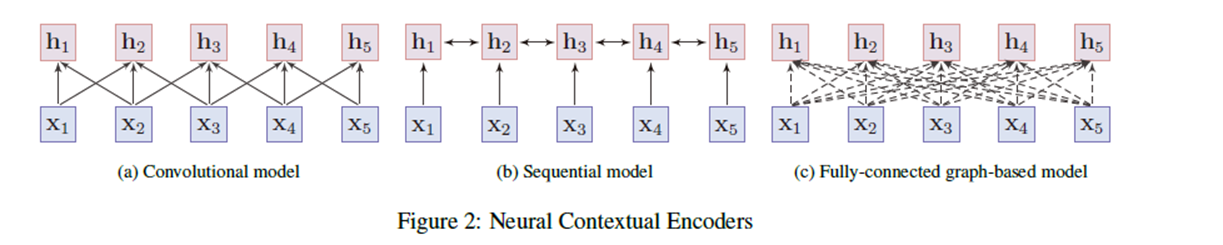 h1 h2 h3 h4 h5 h1 h2 h3 h4 h5 h1 h2 h3 h4 h5
x1 x2 x3 x4 x5 x1 x2 x3 x4 x5 x1 x2 x3 x4 x5
(a) Convolutional model (b) Sequential model (c) Fully-connected graph-based model
Figure 2: Neural Contextual Encoders